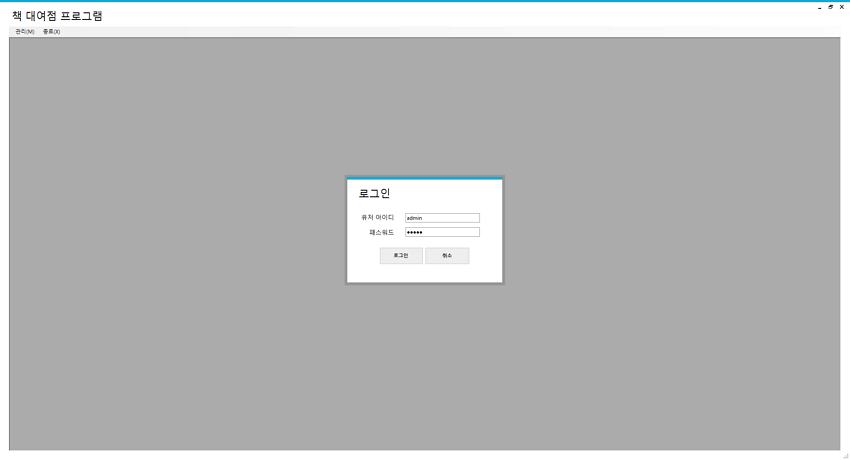 책 대여점 프로그램
관리(M) 종료(X)
로그인
유저 아이디 admin
패스워드 •••••
로그인 취소